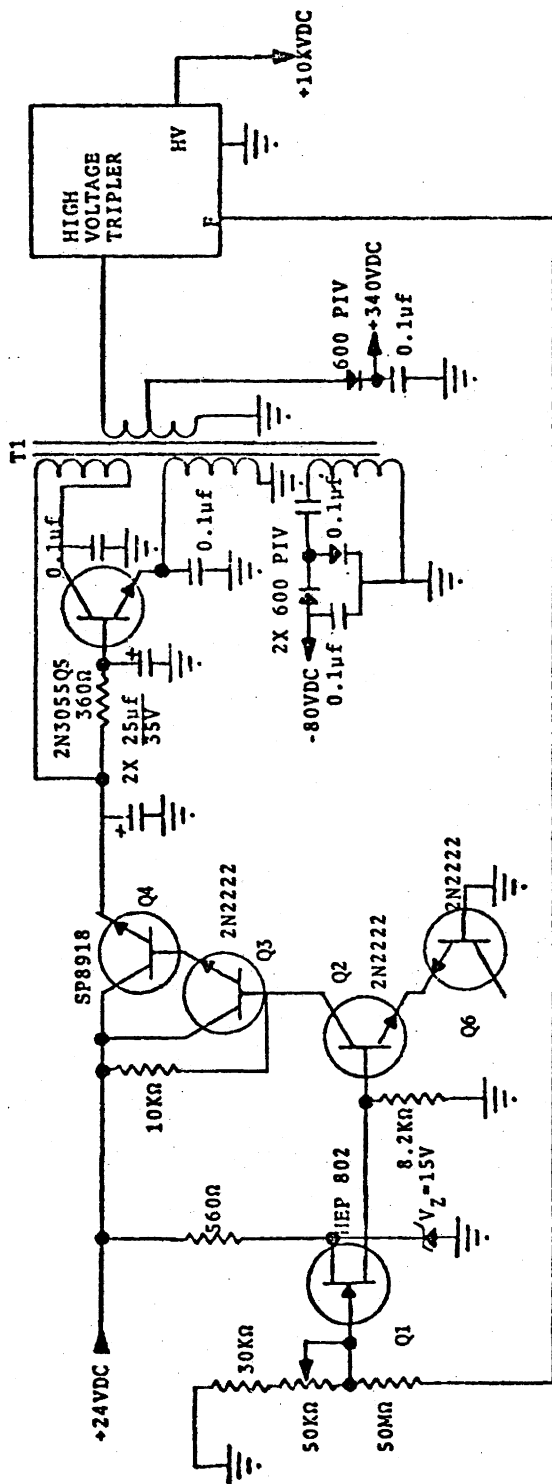 +24VDC
30KΩ
50KΩ
50MΩ
Q1
560Ω
HEP 802
VZ=15V
8.2KΩ
10KΩ
SP8918
Q4
2N2222
Q3
Q2
2N2222
Q6
2N2222
2N3055Q5
360Ω
2X 25µf
35V
+
+
0.1µf
0.1µf
T1
2X 600 PIV
0.1µf
0.1µf
-80VDC
600 PIV
+340VDC
0.1µf
HIGH
VOLTAGE
TRIPLER
HV
F
+10KVDC